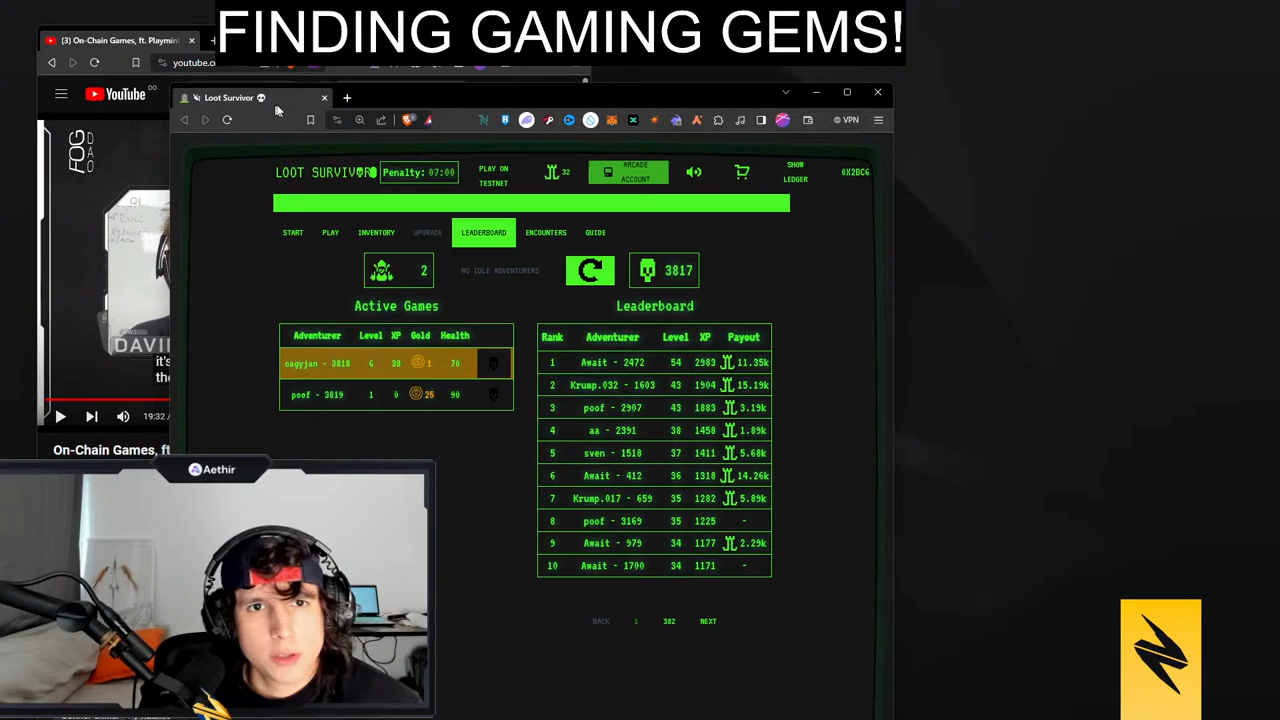 FINDING GAMING GEMS!
(3) On-Chain Games, ft. Playmint
youtube.co
YouTube DO
Loot Survivor
VPN
FOG
DAO
LOOT SURVIVOR
Penalty: 07:00
PLAY ON
TESTNET
32
ARCADE
ACCOUNT
SHOW
LEDGER
0X2BC6
START
PLAY
INVENTORY
UPGRADE
LEADERBOARD
ENCOUNTERS
GUIDE
2
NO IDLE ADVENTURERS
3817
Active Games
Adventurer Level XP Gold Health
cagyjan - 3818 6 38 1 70
poof - 3819 1 0 25 90
Leaderboard
Rank Adventurer Level XP Payout
1 Await - 2472 54 2983 11.35k
2 Krump.032 - 1603 43 1904 15.19k
3 poof - 2907 43 1883 3.19k
4 aa - 2391 38 1458 1.89k
5 sven - 1518 37 1411 5.68k
6 Await - 412 36 1318 14.26k
7 Krump.017 - 659 35 1282 5.89k
8 poof - 3169 35 1225 -
9 Await - 979 34 1177 2.29k
10 Await - 1700 34 1171 -
BACK 1 382 NEXT
DAVI
it's
the
19:32
On-Chain Games, ft
Aethir